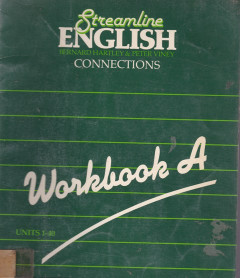 Streamline
ENGLISH
BERNARD HARTLEY & PETER VINEY
CONNECTIONS
Workbook A
UNITS 1-40